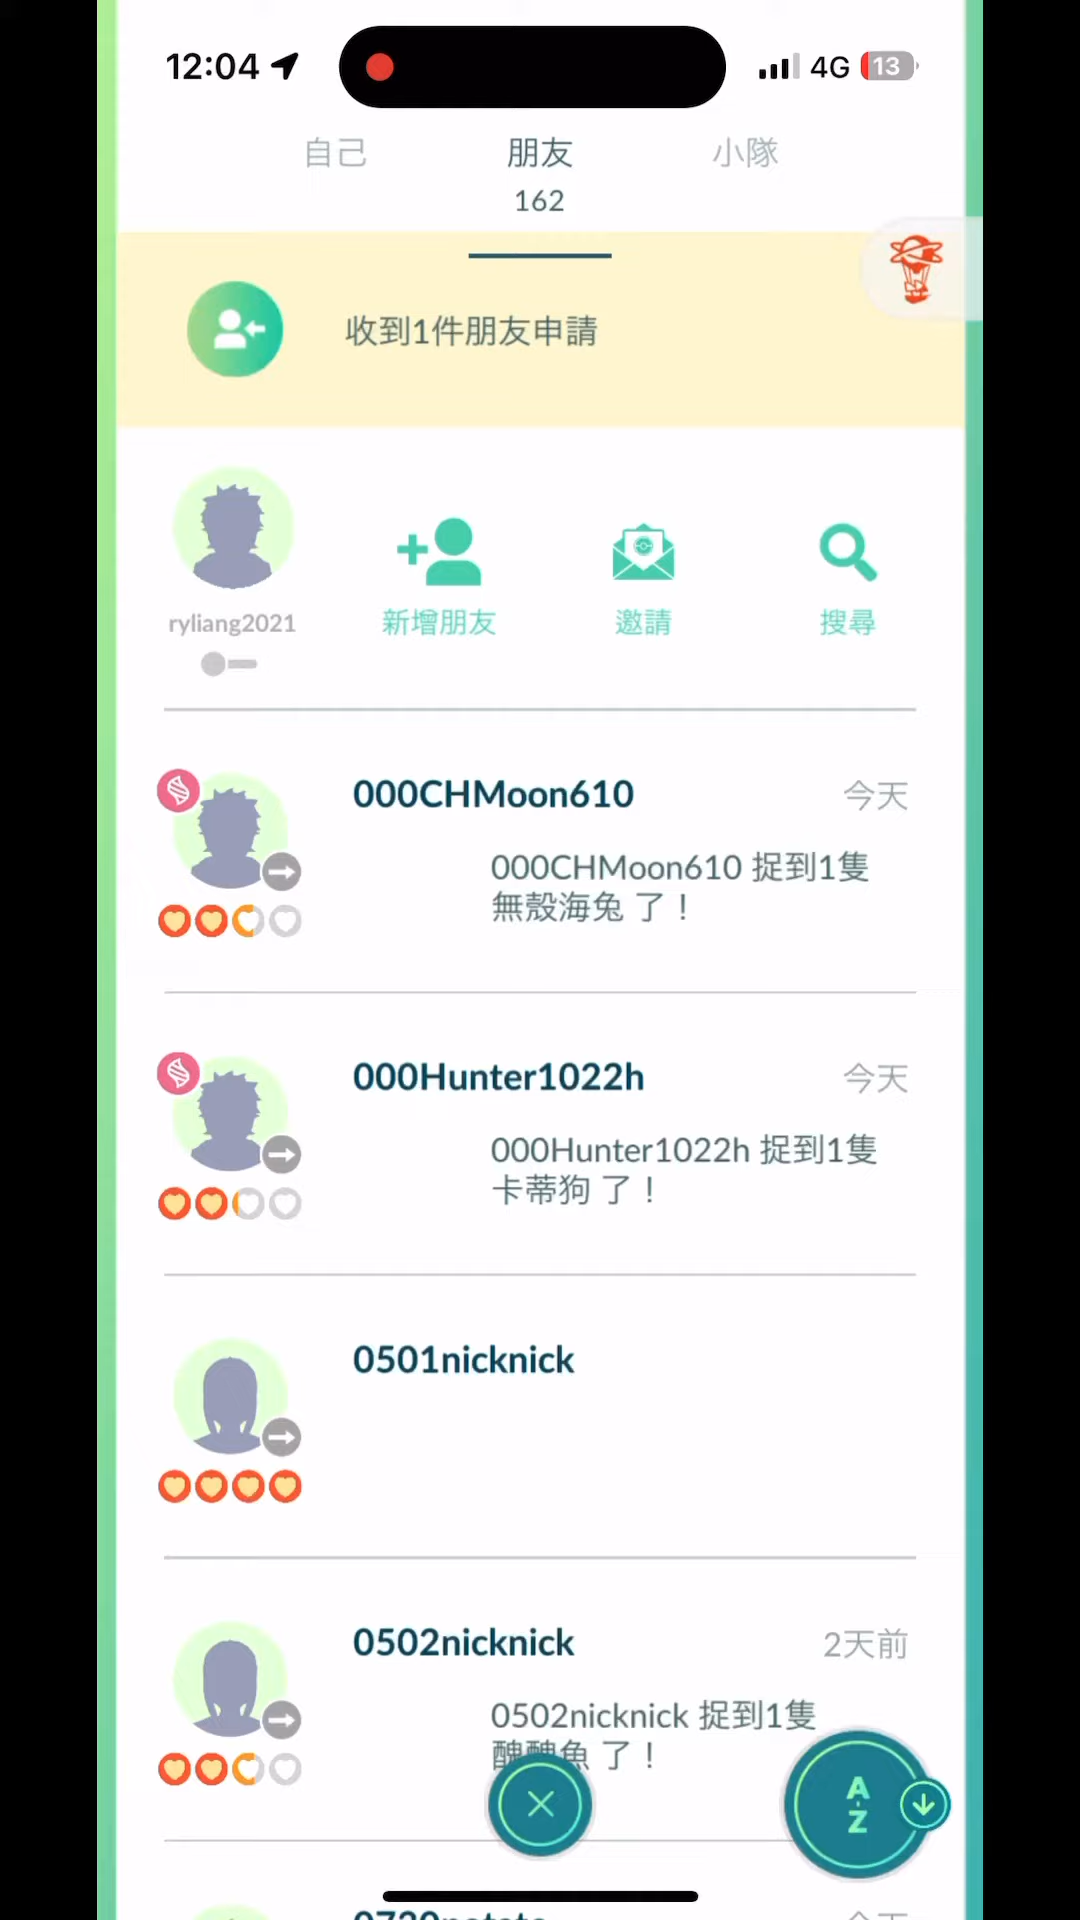 12:04
4G
13
自己
朋友
小隊
162
收到1件朋友申請
ryliang2021
新增朋友
邀請
搜尋
000CHMoon610
今天
000CHMoon610 捉到1隻
無殼海兔 了！
000Hunter1022h
今天
000Hunter1022h 捉到1隻
卡蒂狗 了！
0501nicknick
0502nicknick
2天前
0502nicknick 捉到1隻
醜醜魚 了！
A
Z